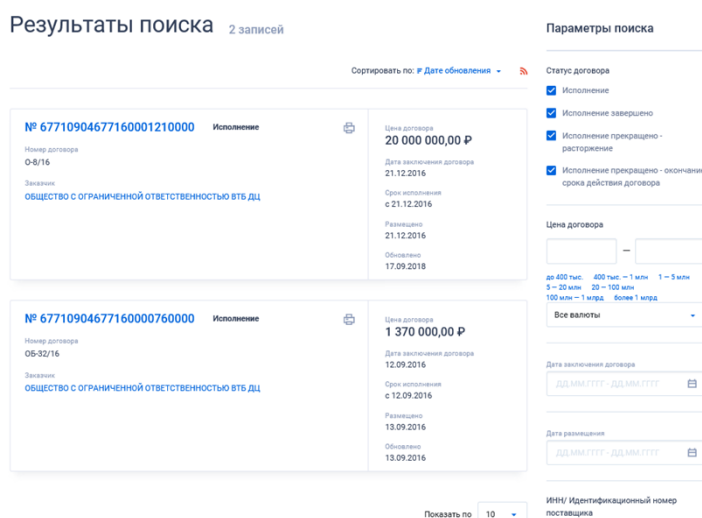 Результаты поиска 2 записей
Сортировать по: Дате обновления
№ 67710904677160001210000 Исполнение
Номер договора
О-8/16
Заказчик
ОБЩЕСТВО С ОГРАНИЧЕННОЙ ОТВЕТСТВЕННОСТЬЮ ВТБ ДЦ
Цена договора
20 000 000,00 ₽
Дата заключения договора
21.12.2016
Срок исполнения
с 21.12.2016
Размещено
21.12.2016
Обновлено
17.09.2018
№ 67710904677160000760000 Исполнение
Номер договора
ОБ-32/16
Заказчик
ОБЩЕСТВО С ОГРАНИЧЕННОЙ ОТВЕТСТВЕННОСТЬЮ ВТБ ДЦ
Цена договора
1 370 000,00 ₽
Дата заключения договора
12.09.2016
Срок исполнения
с 12.09.2016
Размещено
13.09.2016
Обновлено
13.09.2016
Показать по 10
Параметры поиска
Статус договора
Исполнение
Исполнение завершено
Исполнение прекращено -
расторжение
Исполнение прекращено - окончание
срока действия договора
Цена договора
–
до 400 тыс. 400 тыс. – 1 млн 1 – 5 млн
5 – 20 млн 20 – 100 млн
100 млн – 1 млрд более 1 млрд
Все валюты
Дата заключения договора
ДД.ММ.ГГГГ - ДД.ММ.ГГГГ
Дата размещения
ДД.ММ.ГГГГ - ДД.ММ.ГГГГ
ИНН/ Идентификационный номер
поставщика